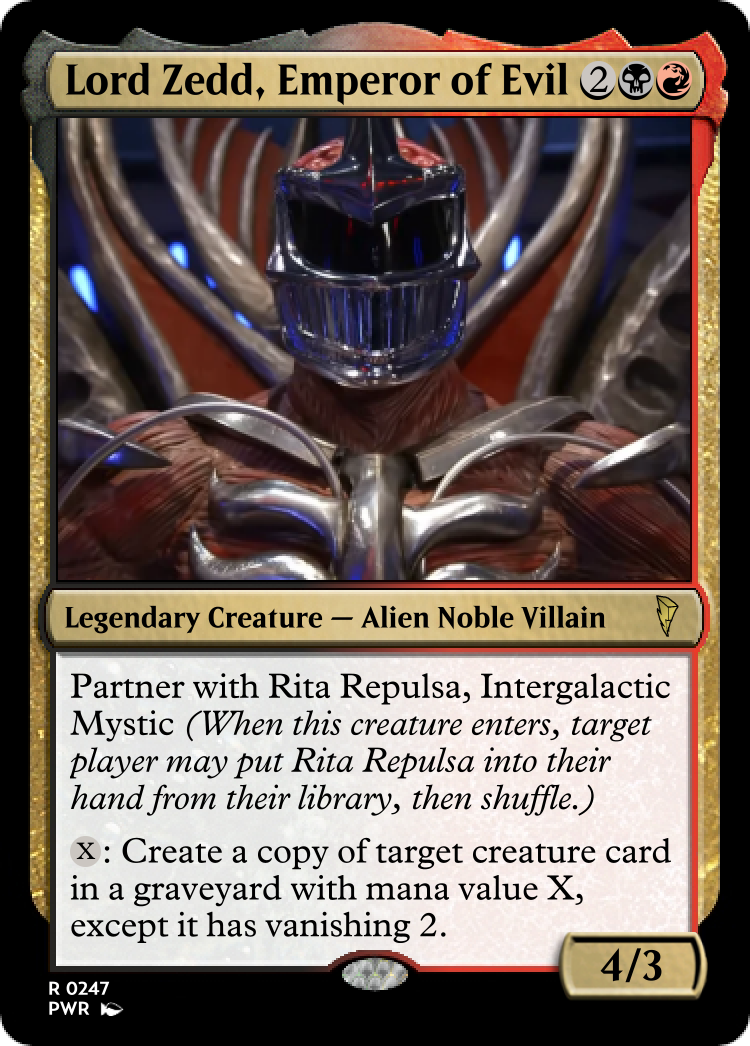 Lord Zedd, Emperor of Evil 2
Legendary Creature — Alien Noble Villain
Partner with Rita Repulsa, Intergalactic
Mystic (When this creature enters, target
player may put Rita Repulsa into their
hand from their library, then shuffle.)
X: Create a copy of target creature card
in a graveyard with mana value X,
except it has vanishing 2.
4/3
R 0247
PWR